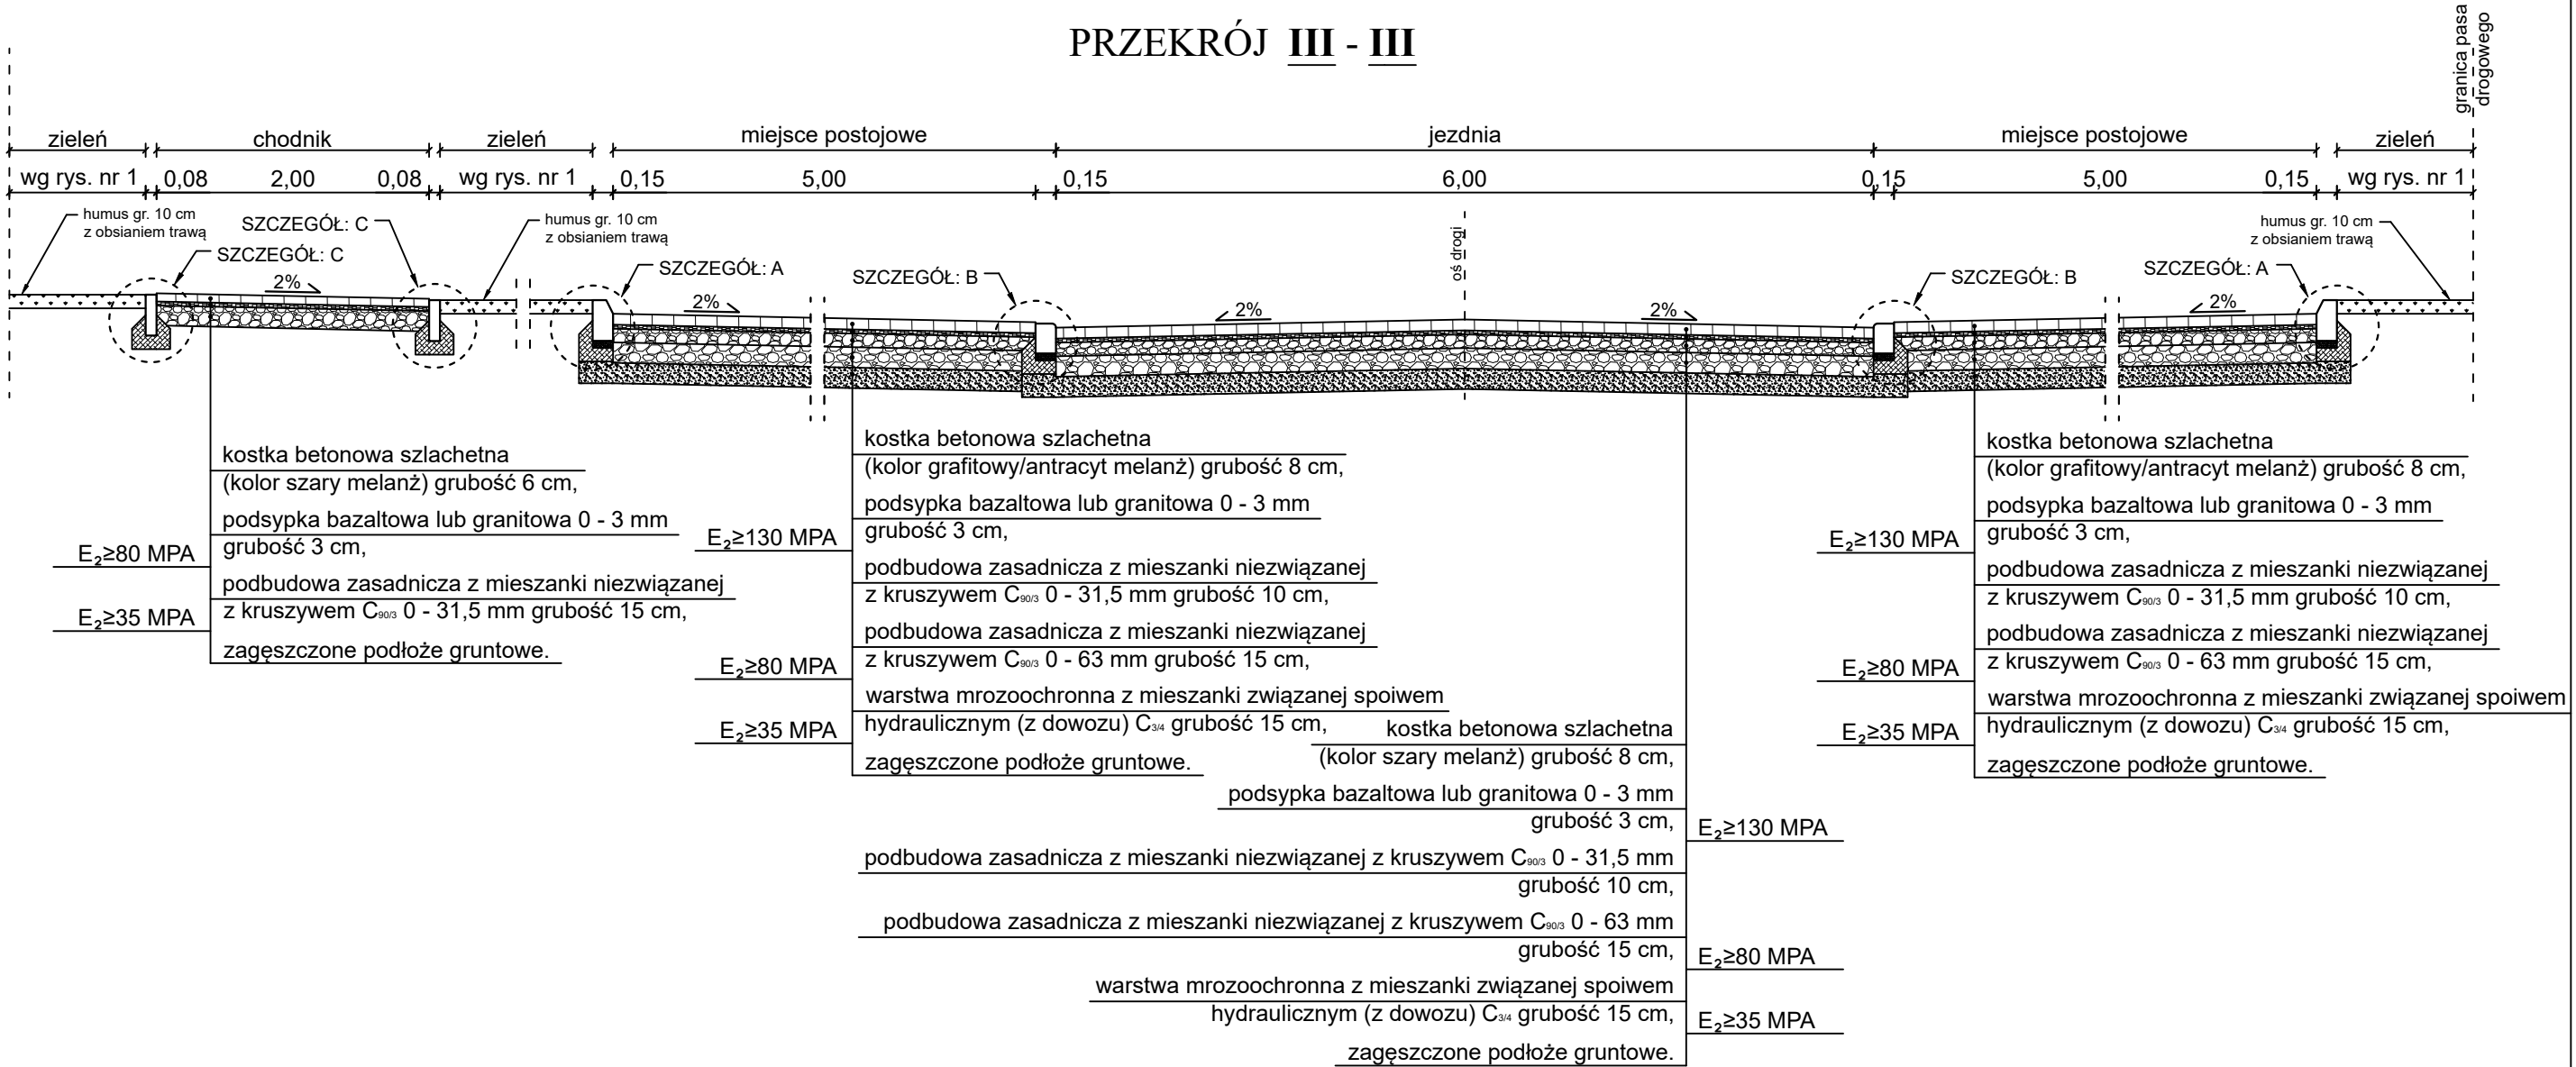 PRZEKRÓJ III - III
granica pasa
drogowego
zieleń
chodnik
zieleń
miejsce postojowe
jezdnia
miejsce postojowe
zieleń
wg rys. nr 1
0,08
2,00
0,08
wg rys. nr 1
0,15
5,00
0,15
6,00
0,15
5,00
0,15
wg rys. nr 1
humus gr. 10 cm
z obsianiem trawą
SZCZEGÓŁ: C
SZCZEGÓŁ: C
humus gr. 10 cm
z obsianiem trawą
SZCZEGÓŁ: A
SZCZEGÓŁ: B
oś drogi
SZCZEGÓŁ: B
SZCZEGÓŁ: A
humus gr. 10 cm
z obsianiem trawą
2%
2%
2%
2%
2%
kostka betonowa szlachetna
(kolor szary melanż) grubość 6 cm,
podsypka bazaltowa lub granitowa 0 - 3 mm
grubość 3 cm,
E₂≥80 MPA
podbudowa zasadnicza z mieszanki niezwiązanej
z kruszywem C90/3 0 - 31,5 mm grubość 15 cm,
E₂≥35 MPA
zagęszczone podłoże gruntowe.
kostka betonowa szlachetna
(kolor grafitowy/antracyt melanż) grubość 8 cm,
podsypka bazaltowa lub granitowa 0 - 3 mm
grubość 3 cm,
E₂≥130 MPA
podbudowa zasadnicza z mieszanki niezwiązanej
z kruszywem C90/3 0 - 31,5 mm grubość 10 cm,
podbudowa zasadnicza z mieszanki niezwiązanej
z kruszywem C90/3 0 - 63 mm grubość 15 cm,
E₂≥80 MPA
warstwa mrozoochronna z mieszanki związanej spoiwem
hydraulicznym (z dowozu) C3/4 grubość 15 cm,
E₂≥35 MPA
zagęszczone podłoże gruntowe.
kostka betonowa szlachetna
(kolor szary melanż) grubość 8 cm,
podsypka bazaltowa lub granitowa 0 - 3 mm
grubość 3 cm,
E₂≥130 MPA
podbudowa zasadnicza z mieszanki niezwiązanej z kruszywem C90/3 0 - 31,5 mm
grubość 10 cm,
podbudowa zasadnicza z mieszanki niezwiązanej z kruszywem C90/3 0 - 63 mm
grubość 15 cm,
E₂≥80 MPA
warstwa mrozoochronna z mieszanki związanej spoiwem
hydraulicznym (z dowozu) C3/4 grubość 15 cm,
E₂≥35 MPA
zagęszczone podłoże gruntowe.
kostka betonowa szlachetna
(kolor grafitowy/antracyt melanż) grubość 8 cm,
podsypka bazaltowa lub granitowa 0 - 3 mm
grubość 3 cm,
E₂≥130 MPA
podbudowa zasadnicza z mieszanki niezwiązanej
z kruszywem C90/3 0 - 31,5 mm grubość 10 cm,
podbudowa zasadnicza z mieszanki niezwiązanej
z kruszywem C90/3 0 - 63 mm grubość 15 cm,
E₂≥80 MPA
warstwa mrozoochronna z mieszanki związanej spoiwem
hydraulicznym (z dowozu) C3/4 grubość 15 cm,
E₂≥35 MPA
zagęszczone podłoże gruntowe.